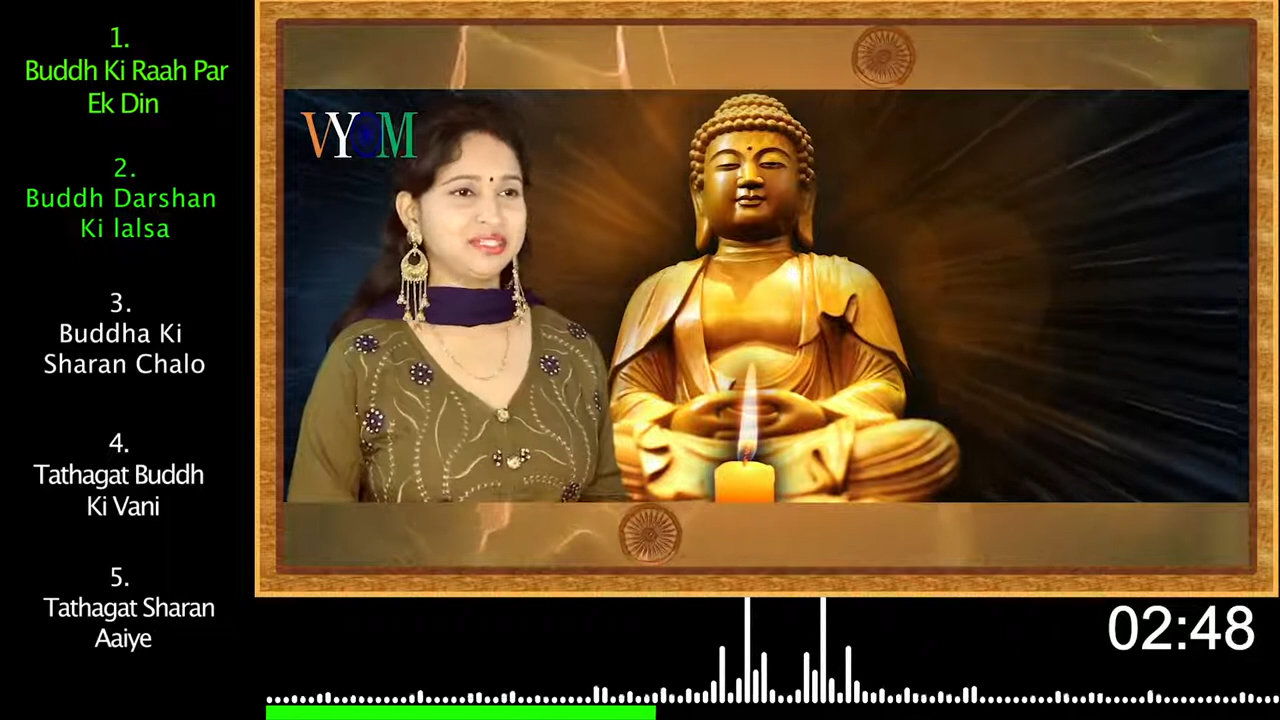 1.
Buddh Ki Raah Par
Ek Din
2.
Buddh Darshan
Ki lalsa
3.
Buddha Ki
Sharan Chalo
4.
Tathagat Buddh
Ki Vani
5.
Tathagat Sharan
Aaiye
VYOM
02:48